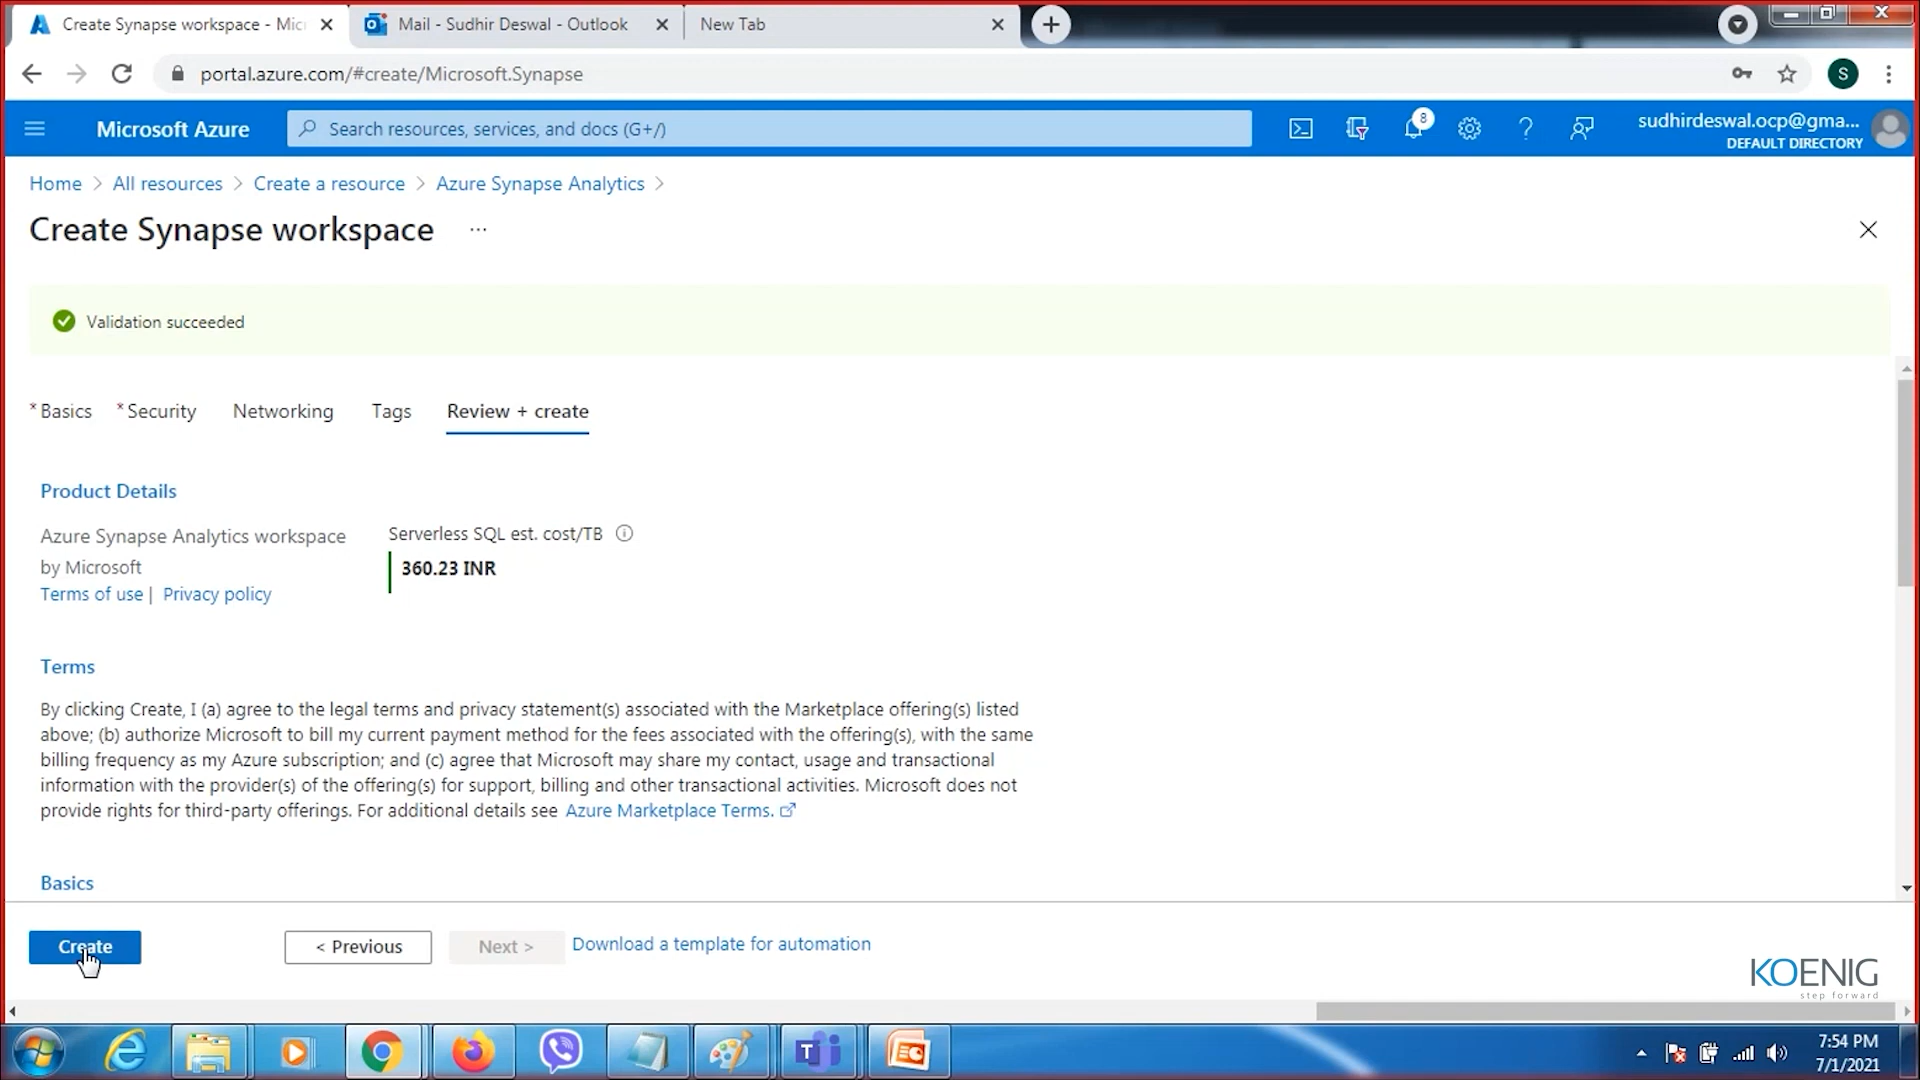 Create Synapse workspace - Mic
Mail - Sudhir Deswal - Outlook
New Tab
portal.azure.com/#create/Microsoft.Synapse
S
Microsoft Azure
Search resources, services, and docs (G+/)
8
sudhirdeswal.ocp@gma...
DEFAULT DIRECTORY
Home > All resources > Create a resource > Azure Synapse Analytics >
Create Synapse workspace ...
Validation succeeded
* Basics * Security Networking Tags Review + create
Product Details
Azure Synapse Analytics workspace
by Microsoft
Terms of use | Privacy policy
Serverless SQL est. cost/TB
360.23 INR
Terms
By clicking Create, I (a) agree to the legal terms and privacy statement(s) associated with the Marketplace offering(s) listed
above; (b) authorize Microsoft to bill my current payment method for the fees associated with the offering(s), with the same
billing frequency as my Azure subscription; and (c) agree that Microsoft may share my contact, usage and transactional
information with the provider(s) of the offering(s) for support, billing and other transactional activities. Microsoft does not
provide rights for third-party offerings. For additional details see Azure Marketplace Terms.
Basics
Create < Previous Next > Download a template for automation
KOENIG
step forward
7:54 PM
7/1/2021